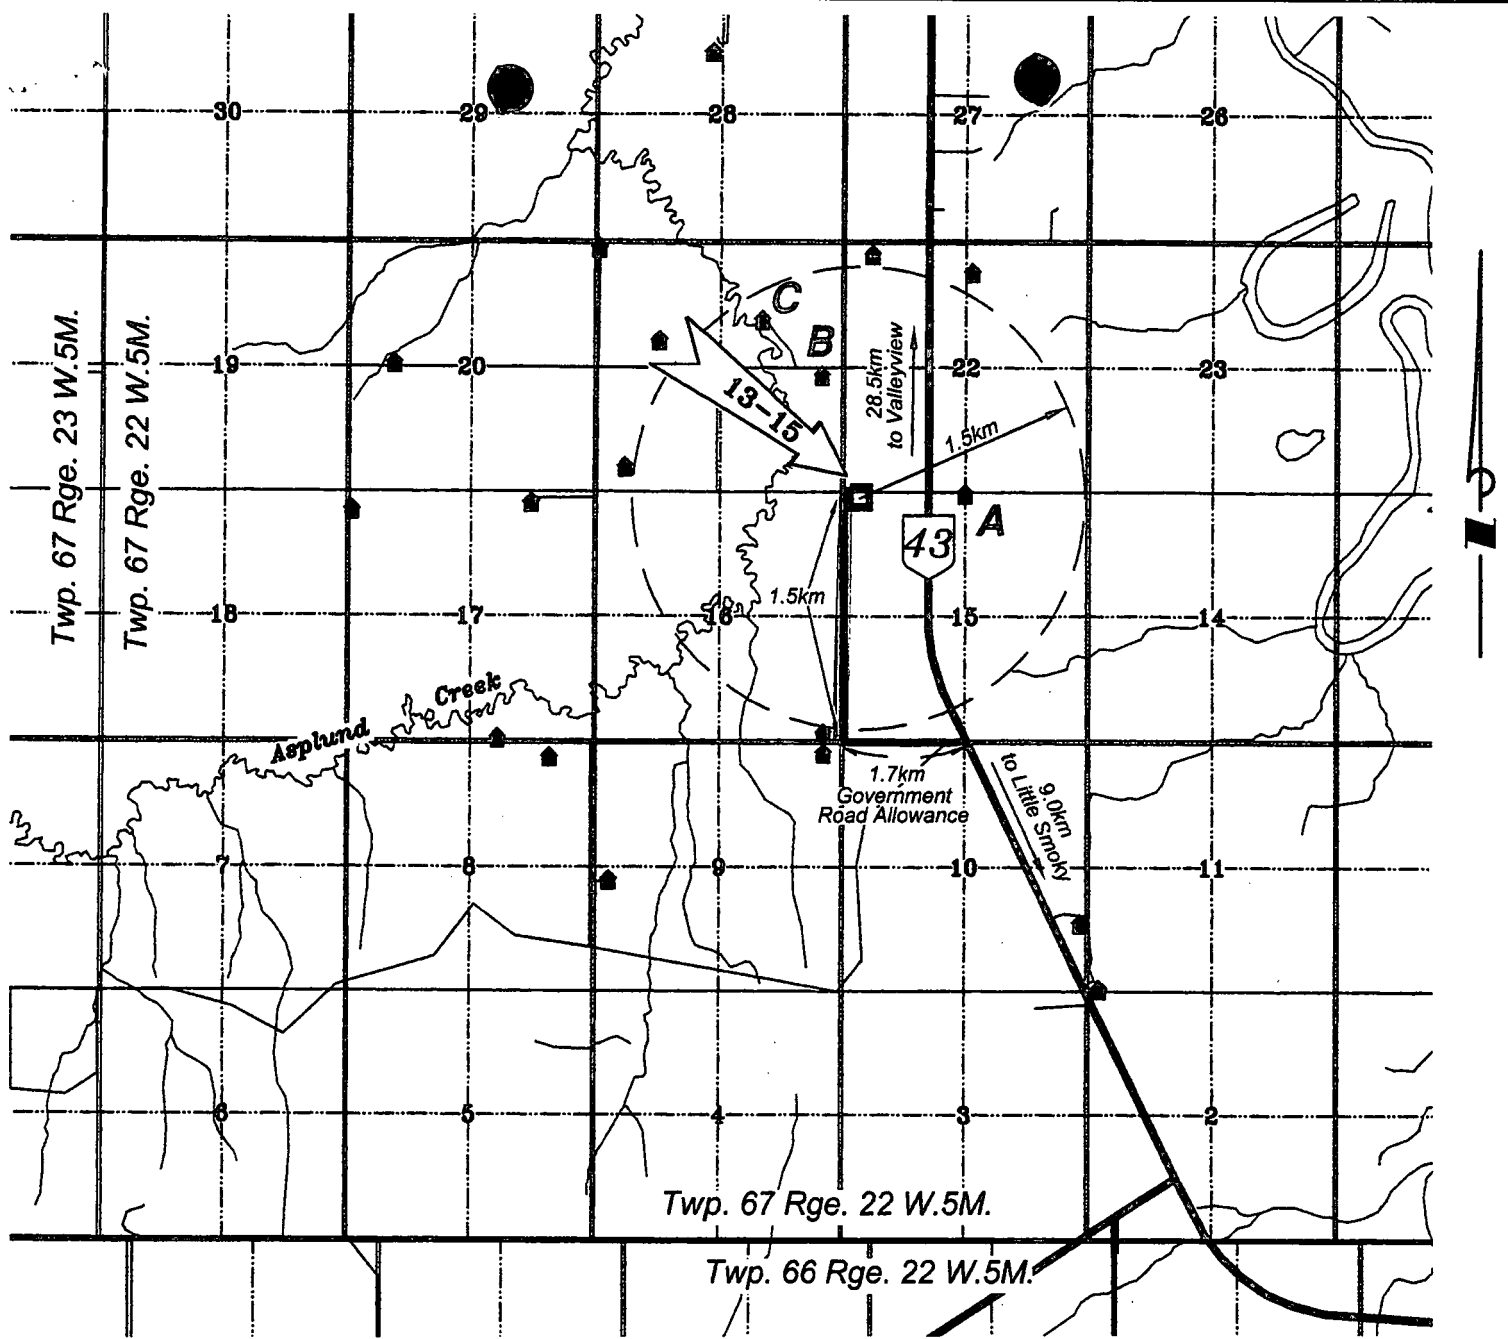 30
29
28
27
26
C
B
28.5km
to Valleyview
Twp. 67 Rge. 23 W.5M.
Twp. 67 Rge. 22 W.5M.
19
20
22
23
13-15
1.5km
A
43
1.5km
18
17
16
15
14
Asplund Creek
1.7km
Government
Road Allowance
9.0km
to Little Smoky
7
8
9
10
11
6
5
4
3
2
Twp. 67 Rge. 22 W.5M.
Twp. 66 Rge. 22 W.5M.